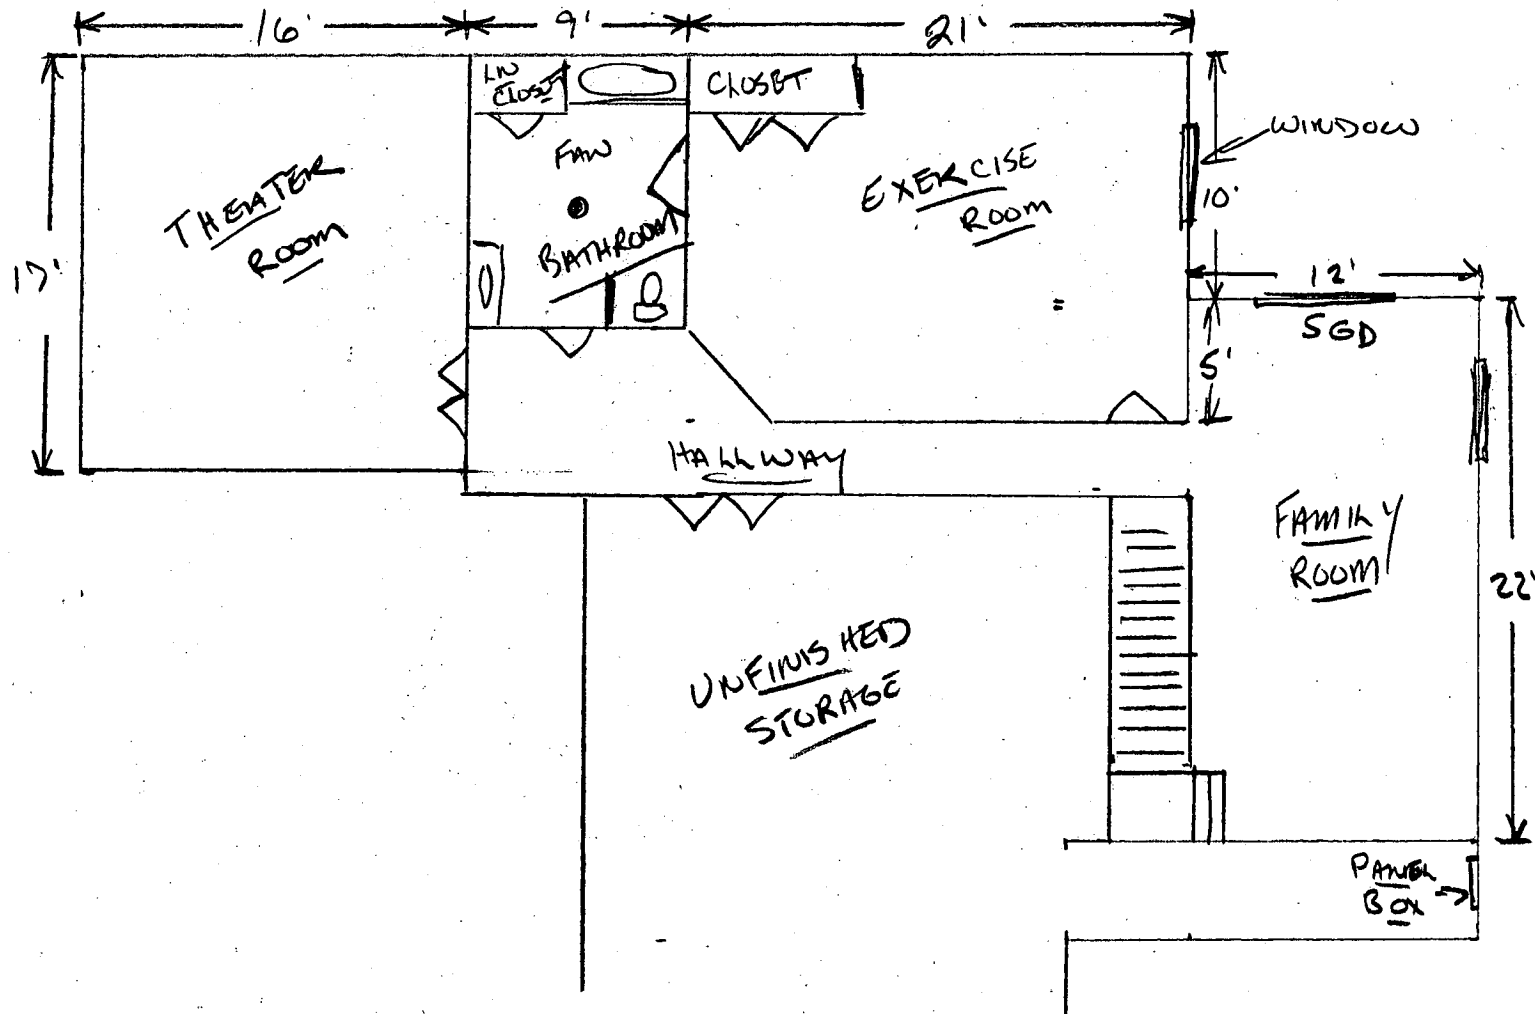 16' 9' 21'
LIN
CLOSET
CLOSET
WINDOW
FAN
THEATER
ROOM
EXERCISE
ROOM
10'
BATHROOM
17'
12'
SGD
5'
HALLWAY
FAMILY
ROOM
22'
UNFINISHED
STORAGE
PANEL
BOX